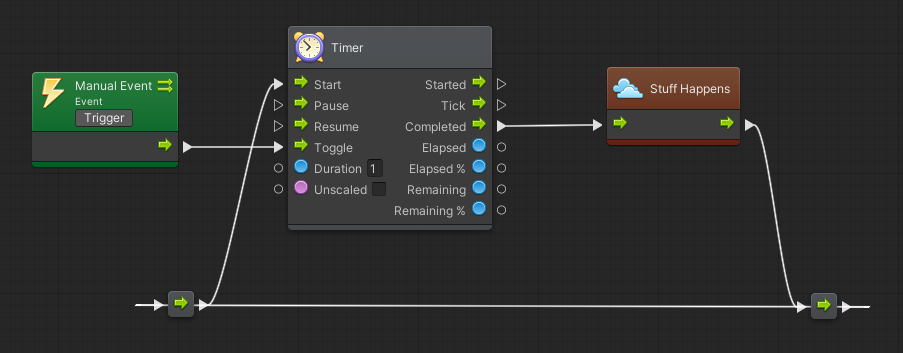 Manual Event
Event
Trigger
Timer
Start Started
Pause Tick
Resume Completed
Toggle Elapsed
Duration 1 Elapsed %
Unscaled Remaining
Remaining %
Stuff Happens